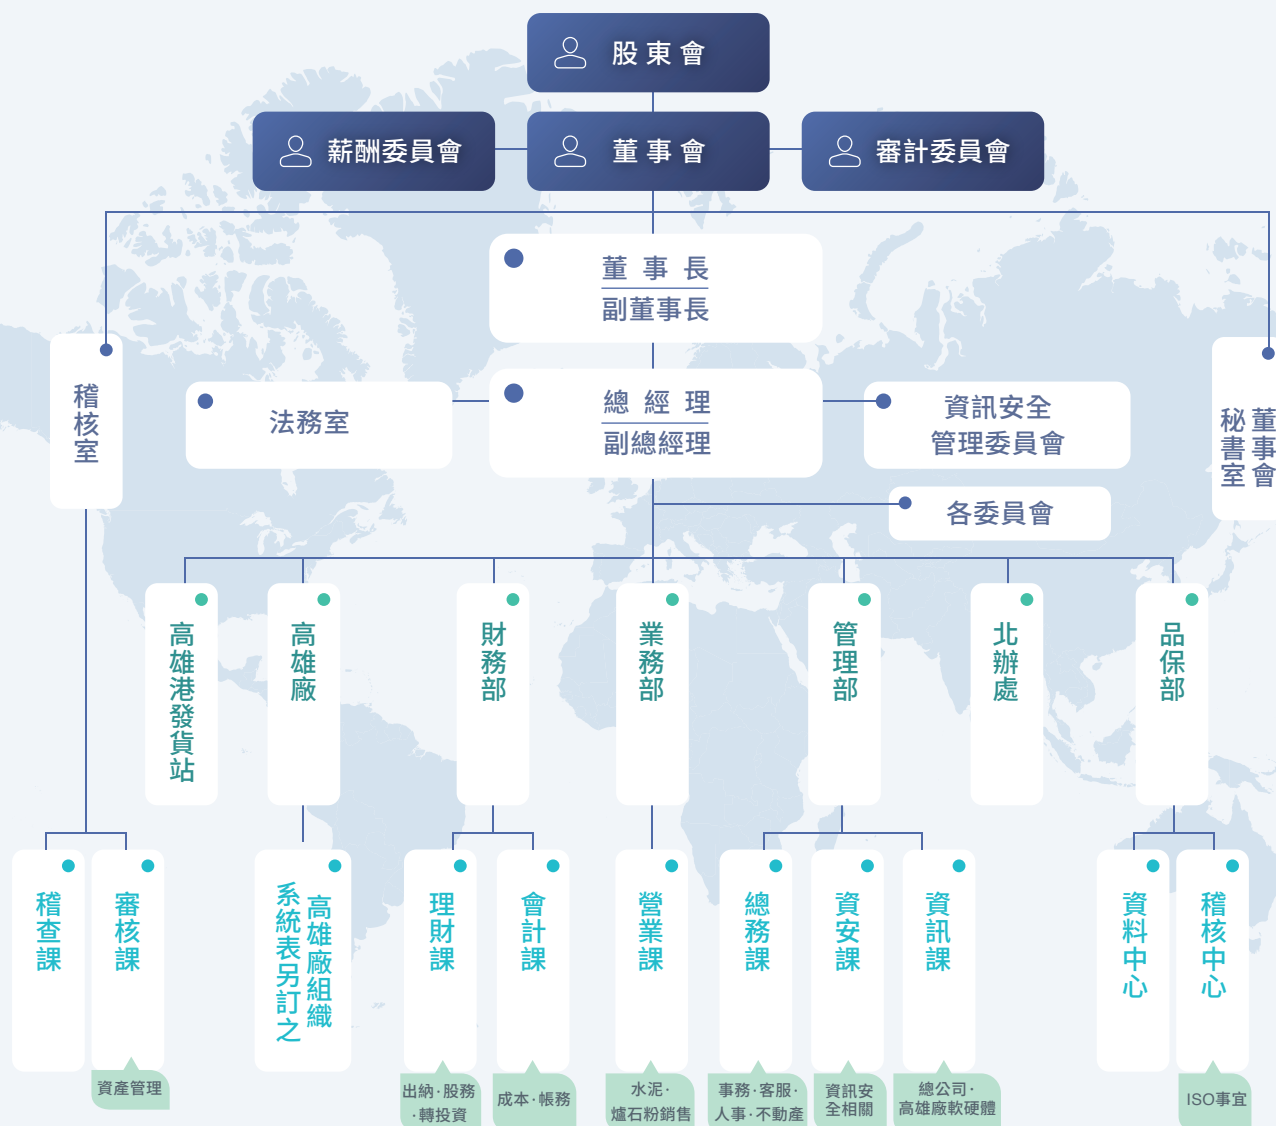 股東會
薪酬委員會
董事會
審計委員會
董事長
副董事長
稽核室
法務室
總經理
副總經理
資訊安全
管理委員會
董事會
秘書室
各委員會
高雄港發貨站
高雄廠
財務部
業務部
管理部
北辦處
品保部
稽查課
審核課
高雄廠組織
系統表另訂之
理財課
會計課
營業課
總務課
資安課
資訊課
資料中心
稽核中心
資產管理
出納·股務
·轉投資
成本·帳務
水泥·
爐石粉銷售
事務·客服·
人事·不動產
資訊安
全相關
總公司·
高雄廠軟硬體
ISO事宜